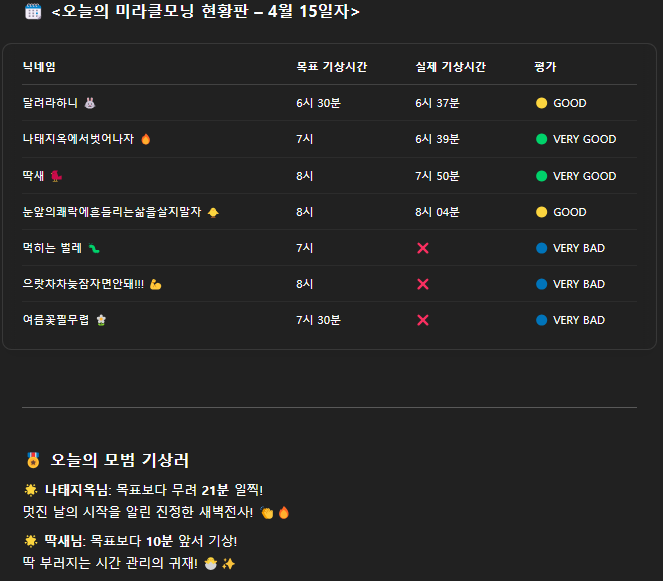 🗓️ <오늘의 미라클모닝 현황판 – 4월 15일자>
닉네임 목표 기상시간 실제 기상시간 평가
달려라하니 🐰 6시 30분 6시 37분 🟡 GOOD
나태지옥에서벗어나자 🔥 7시 6시 39분 🟢 VERY GOOD
딱새 🐦 8시 7시 50분 🟢 VERY GOOD
눈앞의쾌락에흔들리는삶을살지말자 🐥 8시 8시 04분 🟡 GOOD
먹히는 벌레 🐛 7시 ❌ 🔵 VERY BAD
으랏차차늦잠자면안돼!!! 💪 8시 ❌ 🔵 VERY BAD
여름꽃필무렵 🌼 7시 30분 ❌ 🔵 VERY BAD
🏅 오늘의 모범 기상러
🌟 나태지옥님: 목표보다 무려 21분 일찍!
멋진 날의 시작을 알린 진정한 새벽전사! 👏🔥
🌟 딱새님: 목표보다 10분 앞서 기상!
딱 부러지는 시간 관리의 귀재! 🐣✨